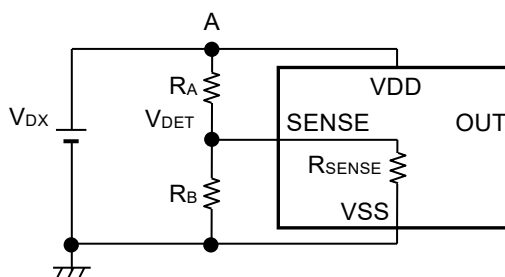 A
RA
VDD
VDX
VDET
SENSE
OUT
RSENSE
RB
VSS